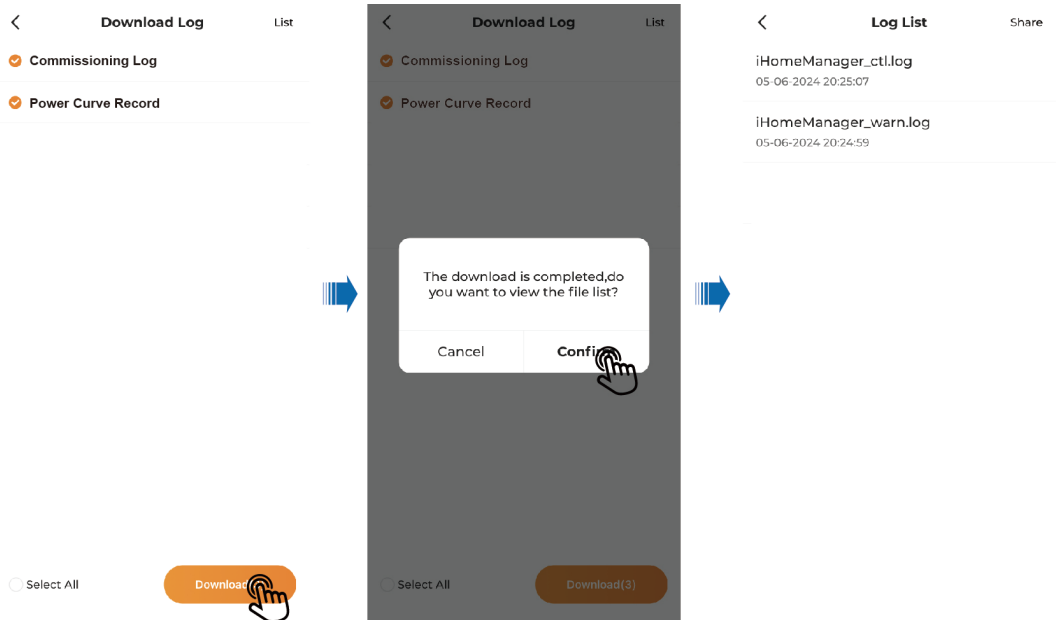 Download Log
List
Commissioning Log
Power Curve Record
Select All
Download
Download Log
List
Commissioning Log
Power Curve Record
The download is completed,do
you want to view the file list?
Cancel
Confirm
Select All
Download(3)
Log List
Share
iHomeManager_ctl.log
05-06-2024 20:25:07
iHomeManager_warn.log
05-06-2024 20:24:59